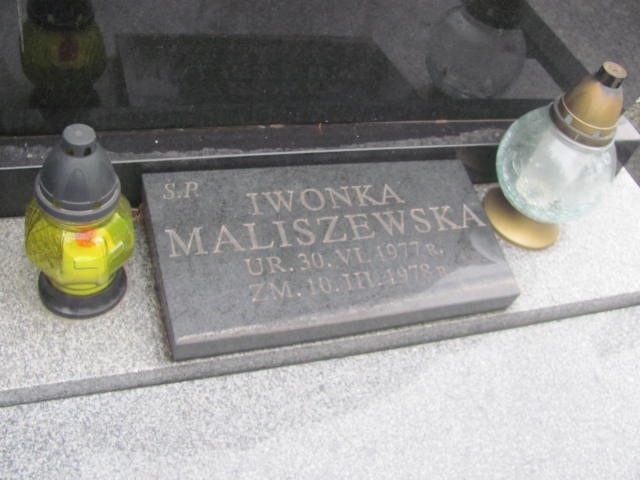 Ś.P.
IWONKA
MALISZEWSKA
UR. 30. VI. 1977 R.
ZM. 10. III. 1978 R.